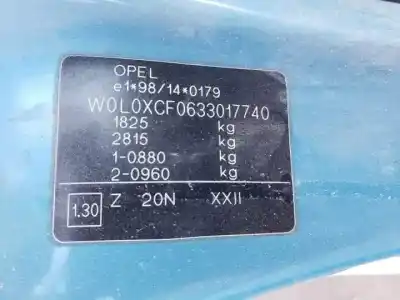 OPEL
e1*98/14*0179
W0L0XCF0633017740
1825 kg
2815 kg
1-0880 kg
2-0960 kg
1.30 Z 20N XXII